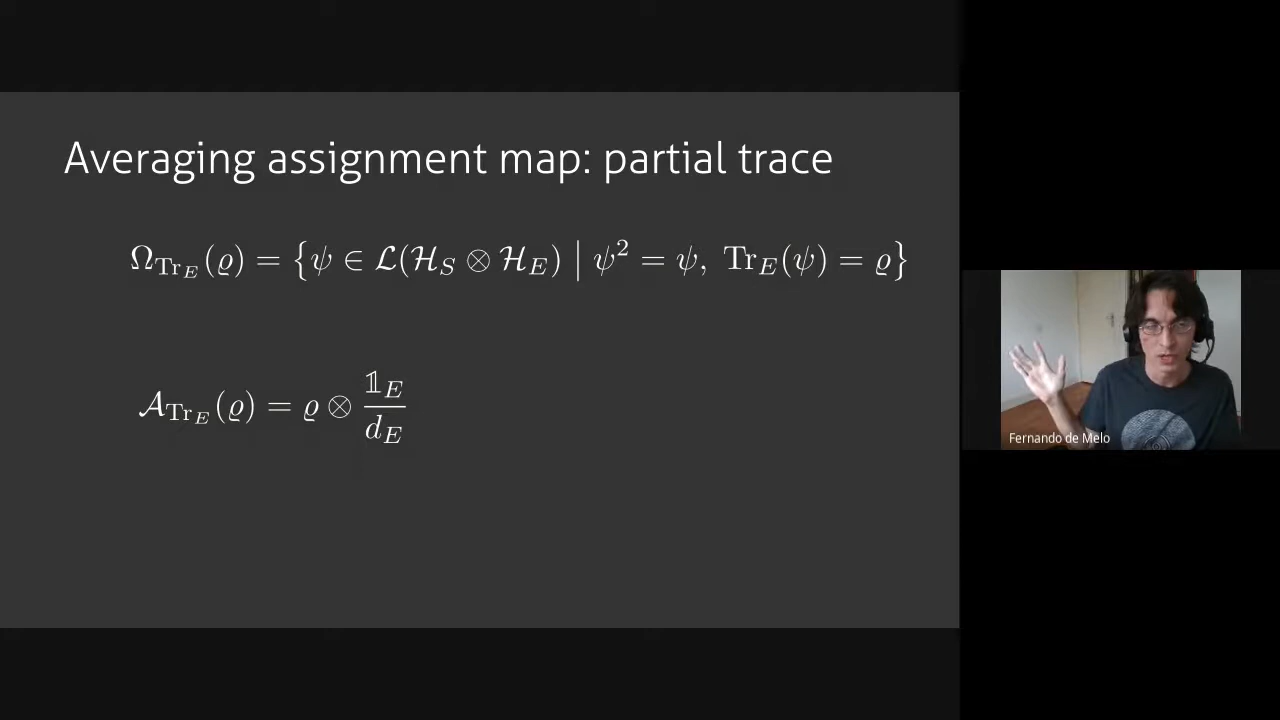 Averaging assignment map: partial trace
Ω_{Tr_E}(ϱ) = {ψ ∈ ℒ(ℋ_S ⊗ ℋ_E) | ψ² = ψ, Tr_E(ψ) = ϱ}
𝒜_{Tr_E}(ϱ) = ϱ ⊗ 𝟙_E / d_E
Fernando de Melo